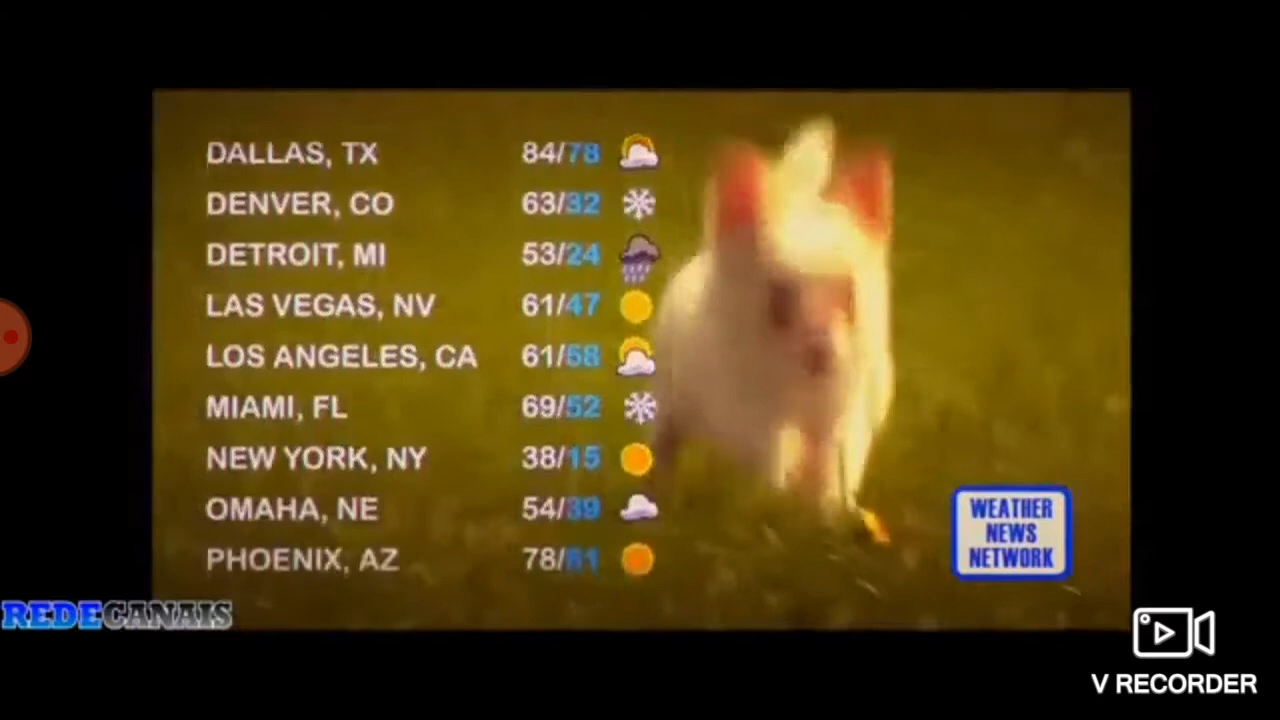 DALLAS, TX 84/78
DENVER, CO 63/32
DETROIT, MI 53/24
LAS VEGAS, NV 61/47
LOS ANGELES, CA 61/58
MIAMI, FL 69/52
NEW YORK, NY 38/15
OMAHA, NE 54/39
PHOENIX, AZ 78/61
WEATHER
NEWS
NETWORK
REDECANAIS
V RECORDER